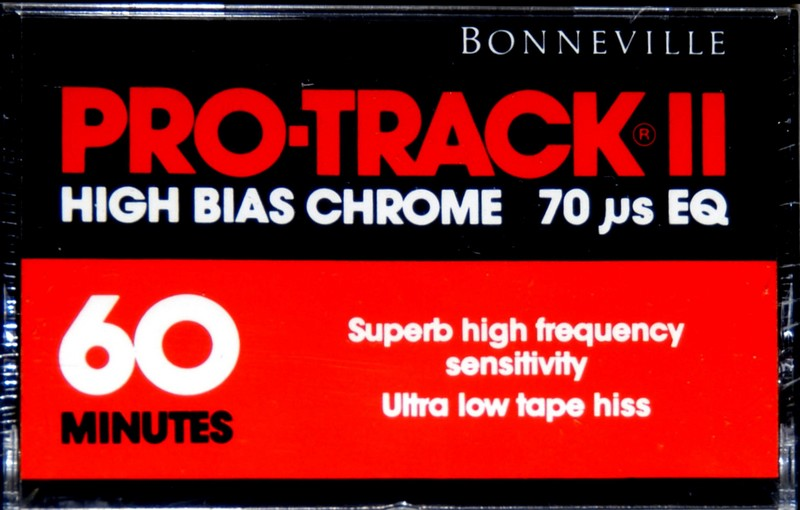 BONNEVILLE
PRO-TRACK® II
HIGH BIAS CHROME 70 µs EQ
60
MINUTES
Superb high frequency
sensitivity
Ultra low tape hiss